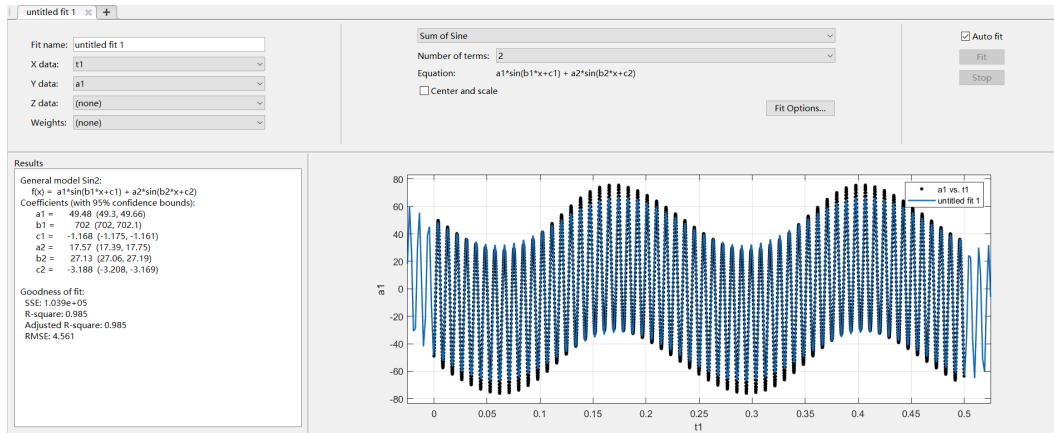 untitled fit 1
Fit name: untitled fit 1
X data: t1
Y data: a1
Z data: (none)
Weights: (none)
Sum of Sine
Number of terms: 2
Equation: a1*sin(b1*x+c1) + a2*sin(b2*x+c2)
Center and scale
Fit Options...
Auto fit
Fit
Stop
Results
General model Sin2:
f(x) = a1*sin(b1*x+c1) + a2*sin(b2*x+c2)
Coefficients (with 95% confidence bounds):
a1 = 49.48 (49.3, 49.66)
b1 = 702 (702, 702.1)
c1 = -1.168 (-1.175, -1.161)
a2 = 17.57 (17.39, 17.75)
b2 = 27.13 (27.06, 27.19)
c2 = -3.188 (-3.208, -3.169)
Goodness of fit:
SSE: 1.039e+05
R-square: 0.985
Adjusted R-square: 0.985
RMSE: 4.561
80
60
40
20
0
-20
-40
-60
-80
a1
a1 vs. t1
untitled fit 1
0 0.05 0.1 0.15 0.2 0.25 0.3 0.35 0.4 0.45 0.5
t1